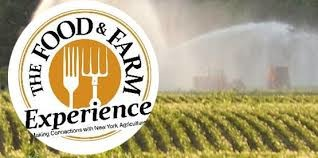 THE FOOD & FARM
Experience
Making Connections with New York Agriculture